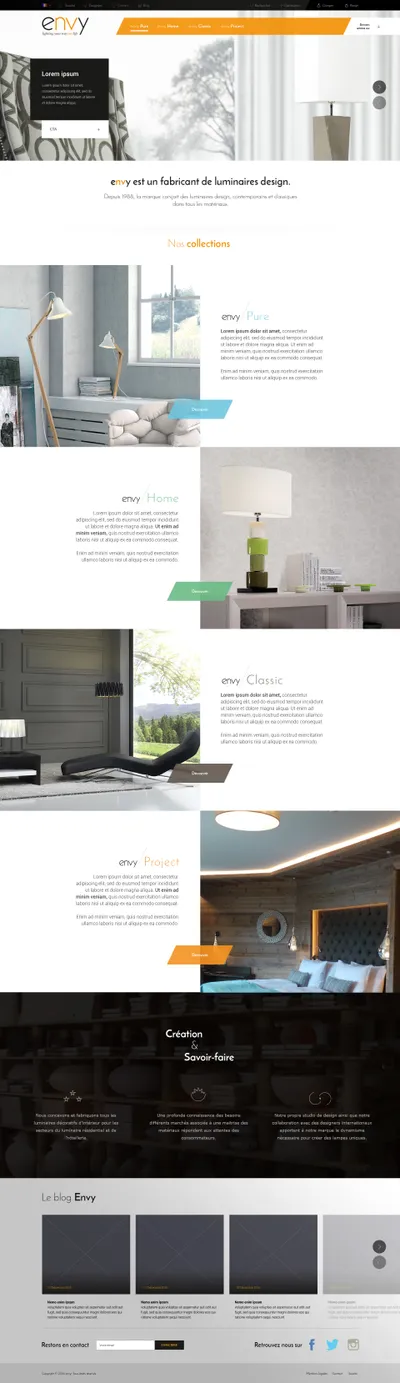 envy
Lorem ipsum
CTA
envy est un fabricant de luminaires design.
Depuis 1986, la marque conçoit des luminaires design, contemporains et classiques
dans tous les matériaux.
Nos collections
envy Pure
Lorem ipsum dolor sit amet, consectetur
adipiscing elit, sed do eiusmod tempor
incididunt ut labore et dolore magna aliqua. Ut enim ad
minim veniam, quis nostrud exercitation
ullamco laboris nisi ut aliquip ex ea commodo.
Enim ad minim veniam, quis nostrud exercitation
ullamco laboris nisi ut aliquip ex ea commodo.
Découvrir
envy Home
Lorem ipsum dolor sit amet, consectetur
adipiscing elit, sed do eiusmod tempor incididunt
ut labore et dolore magna aliqua. Ut enim ad
minim veniam, quis nostrud exercitation ullamco
laboris nisi ut aliquip ex ea commodo consequat.
Enim ad minim veniam, quis nostrud exercitation
ullamco laboris nisi ut aliquip ex ea commodo.
Découvrir
envy Classic
Lorem ipsum dolor sit amet, consectetur
adipiscing elit, sed do eiusmod tempor incididunt
ut labore et dolore magna aliqua. Ut enim ad
minim veniam, quis nostrud exercitation ullamco
laboris nisi ut aliquip ex ea commodo consequat.
Enim ad minim veniam, quis nostrud exercitation
ullamco laboris nisi ut aliquip ex ea commodo.
Découvrir
envy Project
Lorem ipsum dolor sit amet, consectetur
adipiscing elit, sed do eiusmod tempor incididunt
ut labore et dolore magna aliqua. Ut enim ad
minim veniam, quis nostrud exercitation ullamco
laboris nisi ut aliquip ex ea commodo consequat.
Enim ad minim veniam, quis nostrud exercitation
ullamco laboris nisi ut aliquip ex ea commodo.
Découvrir
Création
&
Savoir-faire
Nous concevons et fabriquons tous les
luminaires décoratifs d'intérieur pour les
secteurs du luminaire résidentiel et de
l'hôtellerie.
Une profonde connaissance des besoins
différents marchés associés à une maîtrise des
matériaux répondent aux attentes des
consommateurs.
Notre propre studio de design ainsi que notre
collaboration avec des designers internationaux
apportent à notre marque le dynamisme
nécessaire pour créer des lampes uniques.
Le blog Envy
Restons en contact
Retrouvez nous sur